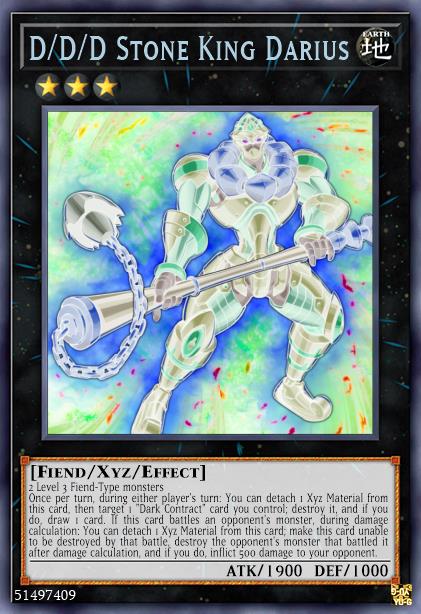 D/D/D Stone King Darius
EARTH
地
[Fiend/Xyz/Effect]
2 Level 3 Fiend-Type monsters
Once per turn, during either player's turn: You can detach 1 Xyz Material from
this card, then target 1 "Dark Contract" card you control; destroy it, and if you
do, draw 1 card. If this card battles an opponent's monster, during damage
calculation: You can detach 1 Xyz Material from this card; make this card unable
to be destroyed by that battle, destroy the opponent's monster that battled it
after damage calculation, and if you do, inflict 500 damage to your opponent.
ATK/1900 DEF/1000
51497409